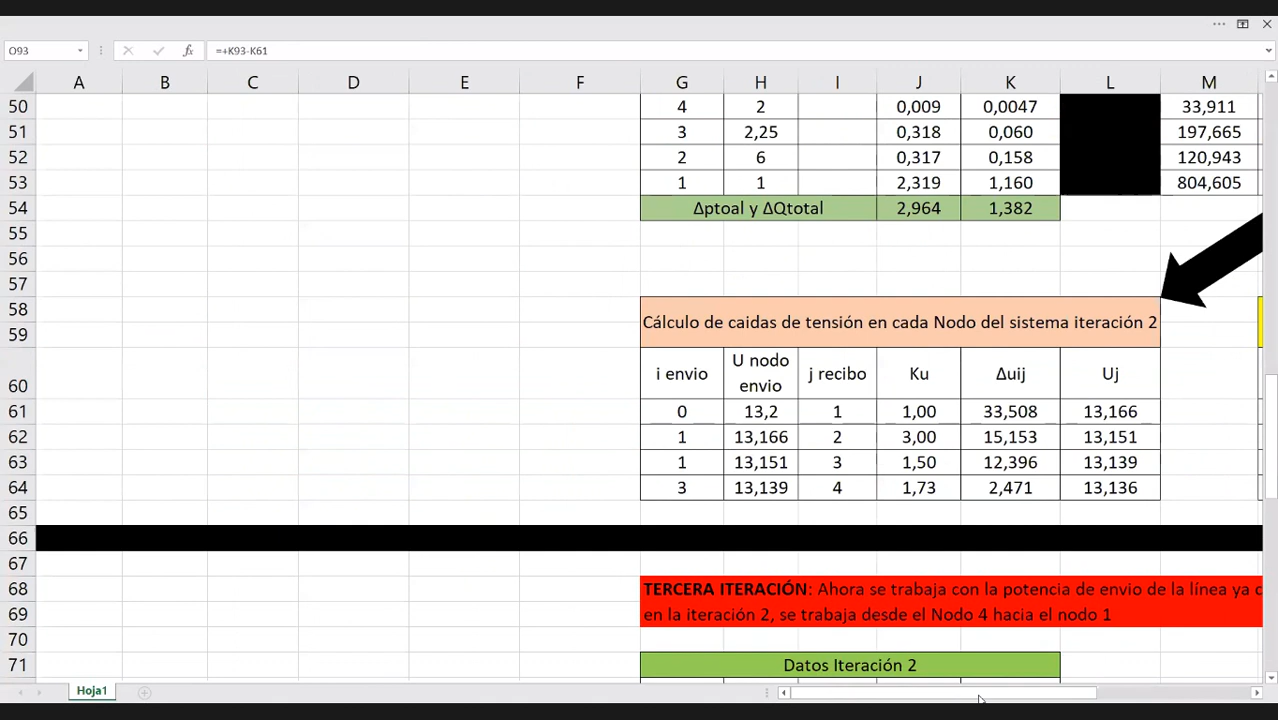 O93 fx =+K93-K61
A B C D E F G H I J K L M
50 4 2 0,009 0,0047 33,911
51 3 2,25 0,318 0,060 197,665
52 2 6 0,317 0,158 120,943
53 1 1 2,319 1,160 804,605
54 Δptoal y ΔQtotal 2,964 1,382
55
56
57
58
Cálculo de caidas de tensión en cada Nodo del sistema iteración 2
59
60 i envio U nodo envio j recibo Ku Δuij Uj
61 0 13,2 1 1,00 33,508 13,166
62 1 13,166 2 3,00 15,153 13,151
63 1 13,151 3 1,50 12,396 13,139
64 3 13,139 4 1,73 2,471 13,136
65
66
67
68 TERCERA ITERACIÓN: Ahora se trabaja con la potencia de envio de la línea ya c
69 en la iteración 2, se trabaja desde el Nodo 4 hacia el nodo 1
70
71 Datos Iteración 2
Hoja1